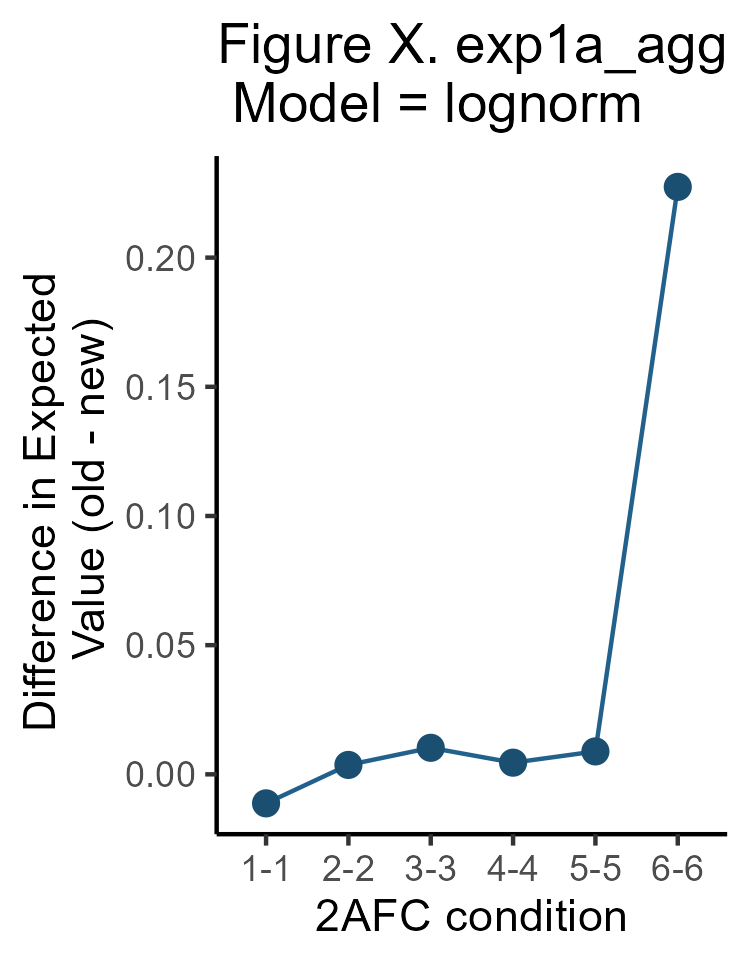 Figure X. exp1a_agg
Model = lognorm
Difference in Expected
Value (old - new)
0.20
0.15
0.10
0.05
0.00
1-1 2-2 3-3 4-4 5-5 6-6
2AFC condition